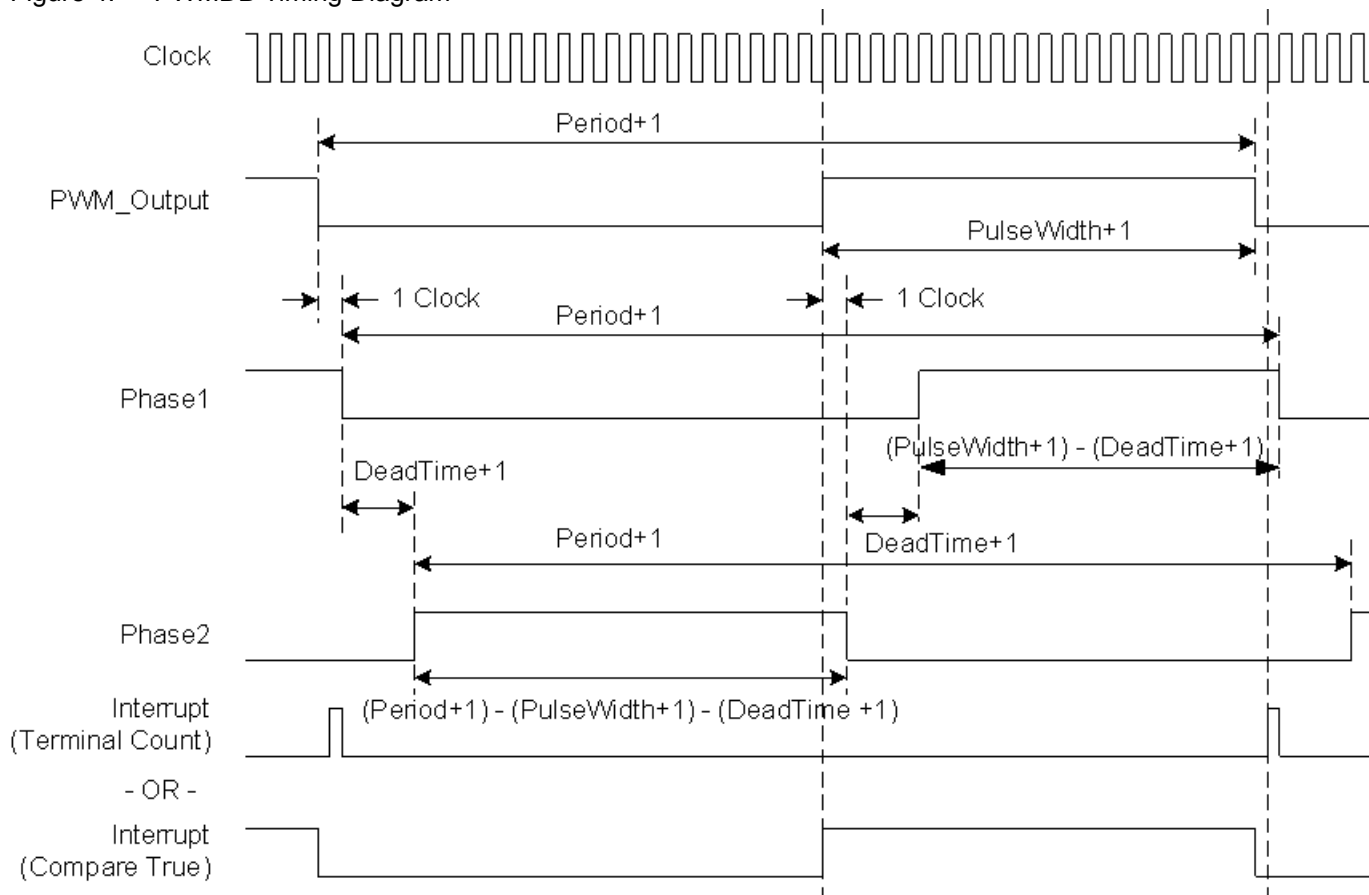 Clock
Period+1
PWM_Output
PulseWidth+1
1 Clock
1 Clock
Period+1
Phase1
(PulseWidth+1) - (DeadTime+1)
DeadTime+1
Period+1
DeadTime+1
Phase2
Interrupt
(Terminal Count)
(Period+1) - (PulseWidth+1) - (DeadTime +1)
- OR -
Interrupt
(Compare True)